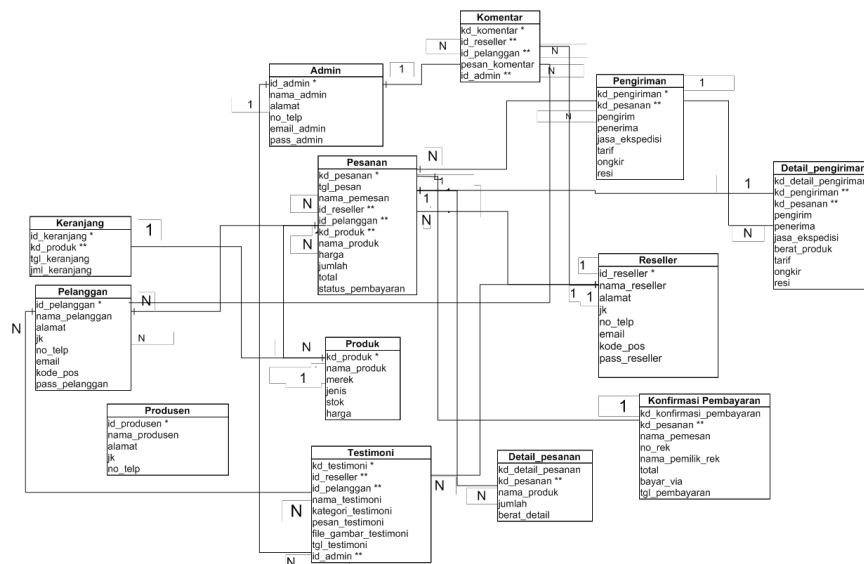 Komentar
kd_komentar *
id_reseller **
id_pelanggan **
pesan_komentar
id_admin **
N
N
N
1
Admin
id_admin *
nama_admin
alamat
no_telp
email_admin
pass_admin
1
Pengiriman
kd_pengiriman *
kd_pesanan **
pengirim
penerima
jasa_ekspedisi
tarif
ongkir
resi
1
N
Pesanan
kd_pesanan *
tgl_pesan
nama_pemesan
id_reseller **
id_pelanggan **
kd_produk **
nama_produk
harga
jumlah
total
status_pembayaran
N
N
N
1
1
N
Detail_pengiriman
kd_detail_pengiriman
kd_pengiriman **
kd_pesanan **
pengirim
penerima
jasa_ekspedisi
berat_produk
tarif
ongkir
resi
1
N
Keranjang
id_keranjang *
kd_produk **
tgl_keranjang
jml_keranjang
1
Reseller
id_reseller *
nama_reseller
alamat
jk
no_telp
email
kode_pos
pass_reseller
1
1
1
Pelanggan
id_pelanggan *
nama_pelanggan
alamat
jk
no_telp
email
kode_pos
pass_pelanggan
N
N
N
Produk
kd_produk *
nama_produk
merek
jenis
stok
harga
N
1
Konfirmasi Pembayaran
kd_konfirmasi_pembayaran
kd_pesanan **
nama_pemesan
no_rek
nama_pemilik_rek
total
bayar_via
tgl_pembayaran
1
Produsen
id_produsen *
nama_produsen
alamat
jk
no_telp
Testimoni
kd_testimoni *
id_reseller **
id_pelanggan **
nama_testimoni
kategori_testimoni
pesan_testimoni
file_gambar_testimoni
tgl_testimoni
id_admin **
N
N
N
Detail_pesanan
kd_detail_pesanan
kd_pesanan **
nama_produk
jumlah
berat_detail
N